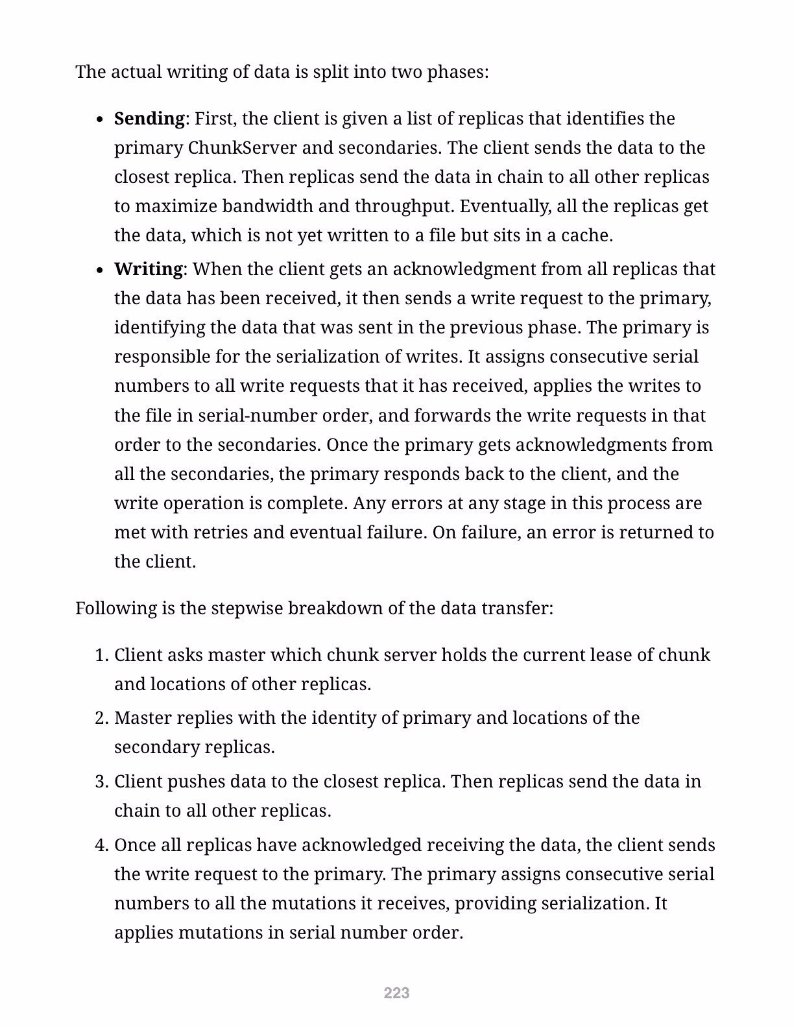 The actual writing of data is split into two phases:
• Sending: First, the client is given a list of replicas that identifies the
primary ChunkServer and secondaries. The client sends the data to the
closest replica. Then replicas send the data in chain to all other replicas
to maximize bandwidth and throughput. Eventually, all the replicas get
the data, which is not yet written to a file but sits in a cache.
• Writing: When the client gets an acknowledgment from all replicas that
the data has been received, it then sends a write request to the primary,
identifying the data that was sent in the previous phase. The primary is
responsible for the serialization of writes. It assigns consecutive serial
numbers to all write requests that it has received, applies the writes to
the file in serial-number order, and forwards the write requests in that
order to the secondaries. Once the primary gets acknowledgments from
all the secondaries, the primary responds back to the client, and the
write operation is complete. Any errors at any stage in this process are
met with retries and eventual failure. On failure, an error is returned to
the client.
Following is the stepwise breakdown of the data transfer:
1. Client asks master which chunk server holds the current lease of chunk
and locations of other replicas.
2. Master replies with the identity of primary and locations of the
secondary replicas.
3. Client pushes data to the closest replica. Then replicas send the data in
chain to all other replicas.
4. Once all replicas have acknowledged receiving the data, the client sends
the write request to the primary. The primary assigns consecutive serial
numbers to all the mutations it receives, providing serialization. It
applies mutations in serial number order.
223